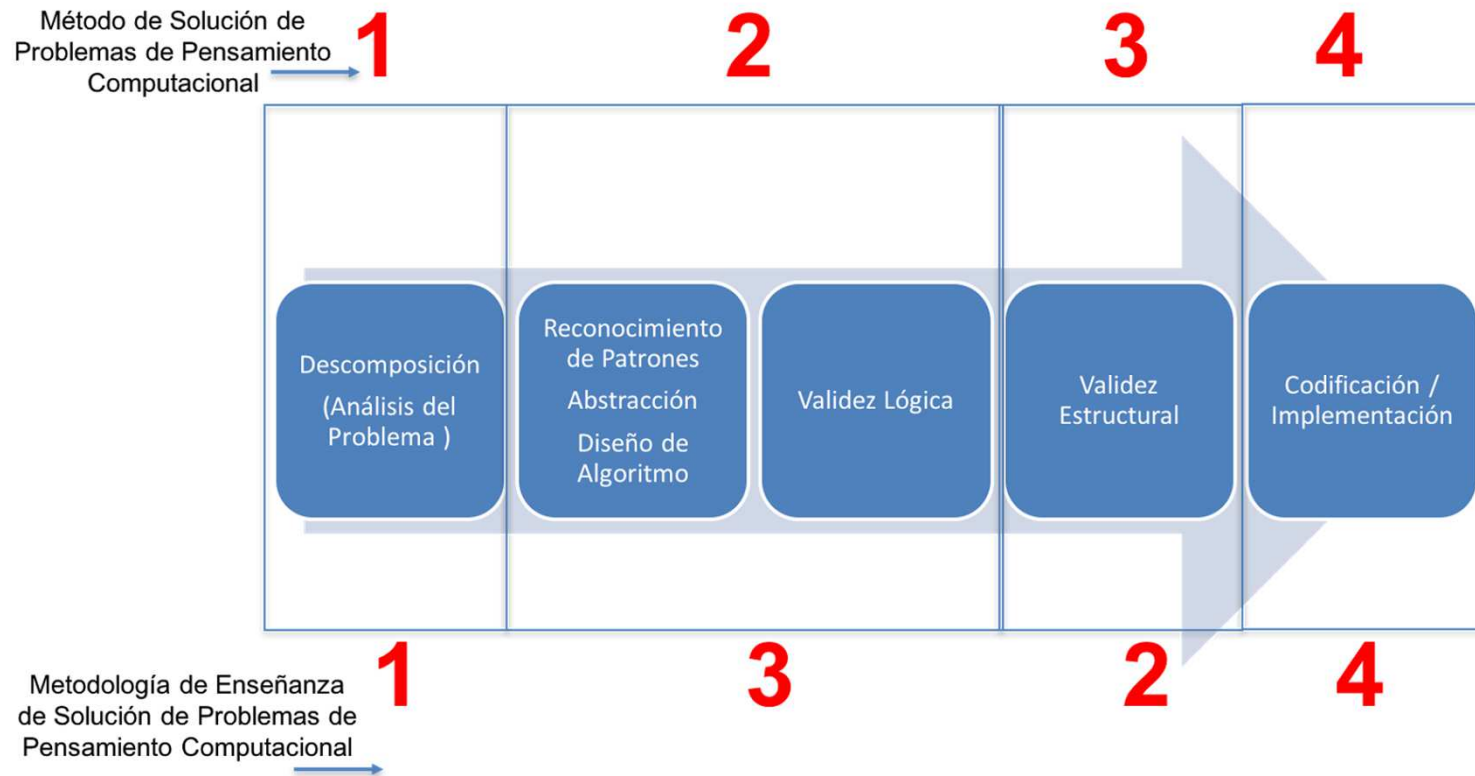 Método de Solución de
Problemas de Pensamiento
Computacional
1
2
3
4
Descomposición
(Análisis del
Problema )
Reconocimiento
de Patrones
Abstracción
Diseño de
Algoritmo
Validez Lógica
Validez
Estructural
Codificación /
Implementación
1
3
2
4
Metodología de Enseñanza
de Solución de Problemas de
Pensamiento Computacional